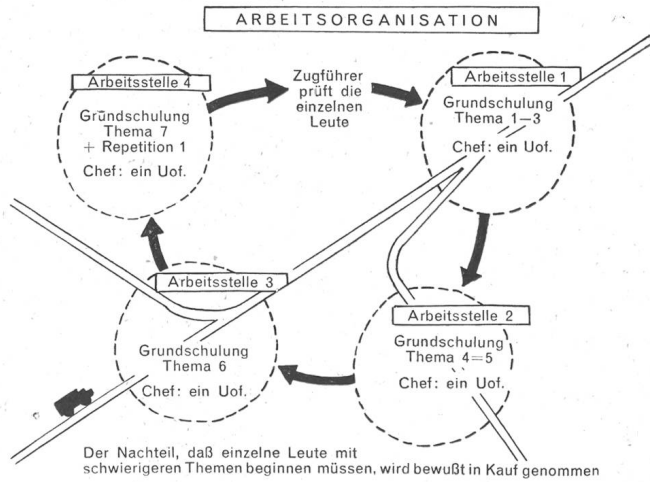 ARBEITSORGANISATION
Arbeitsstelle 4
Grundschulung
Thema 7
+ Repetition 1
Chef: ein Uof.
Zugführer
prüft die
einzelnen
Leute
Arbeitsstelle 1
Grundschulung
Thema 1–3
Chef: ein Uof.
Arbeitsstelle 3
Grundschulung
Thema 6
Chef: ein Uof.
Arbeitsstelle 2
Grundschulung
Thema 4=5
Chef: ein Uof.
Der Nachteil, daß einzelne Leute mit
schwierigeren Themen beginnen müssen, wird bewußt in Kauf genommen